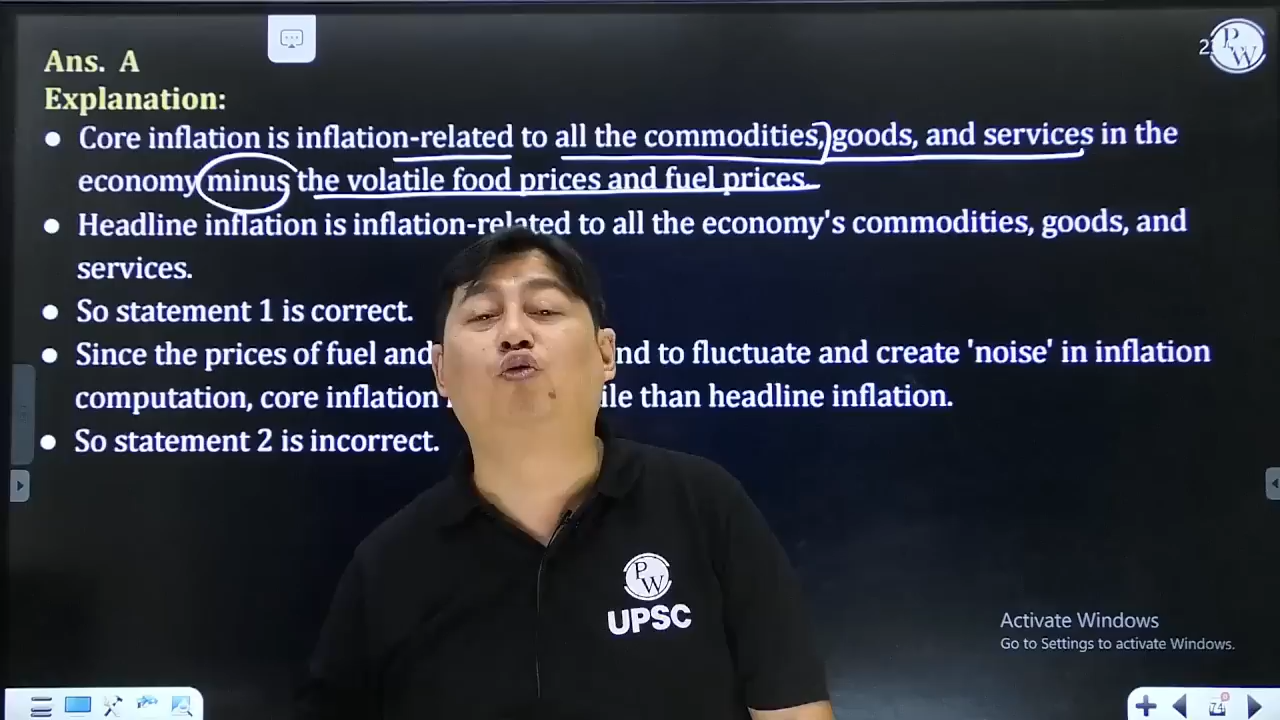 2
PW
Ans. A
Explanation:
• Core inflation is inflation-related to all the commodities, goods, and services in the
economy minus the volatile food prices and fuel prices.
• Headline inflation is inflation-related to all the economy's commodities, goods, and
services.
• So statement 1 is correct.
• Since the prices of fuel and nd to fluctuate and create 'noise' in inflation
computation, core inflation ile than headline inflation.
• So statement 2 is incorrect.
PW
UPSC
Activate Windows
Go to Settings to activate Windows.
74